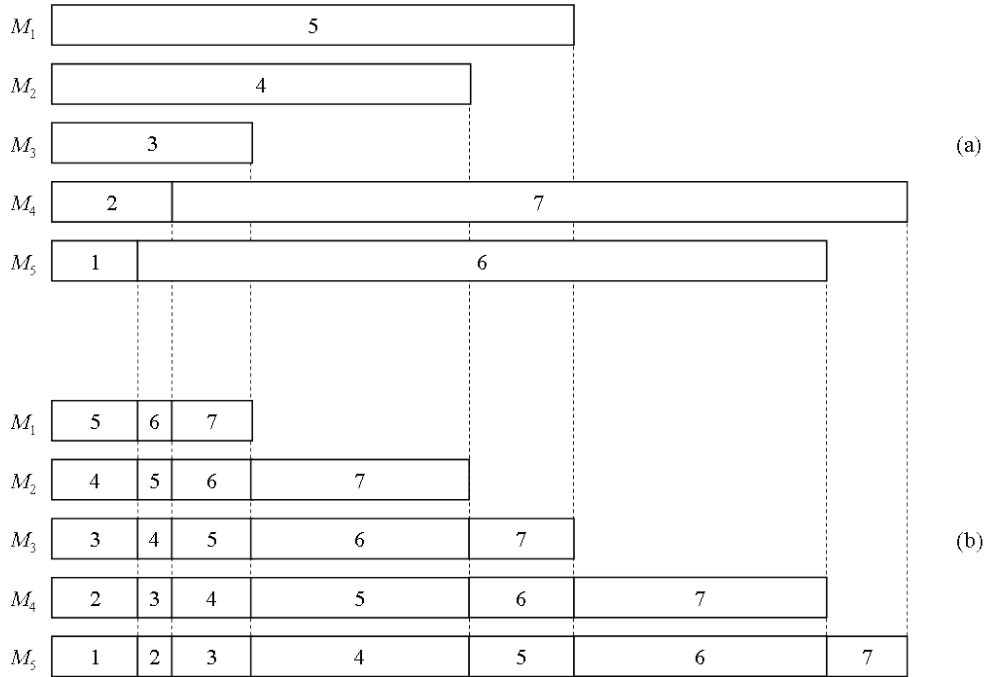 M₁ 5
M₂ 4
M₃ 3 (a)
M₄ 2 7
M₅ 1 6
M₁ 5 6 7
M₂ 4 5 6 7
M₃ 3 4 5 6 7 (b)
M₄ 2 3 4 5 6 7
M₅ 1 2 3 4 5 6 7